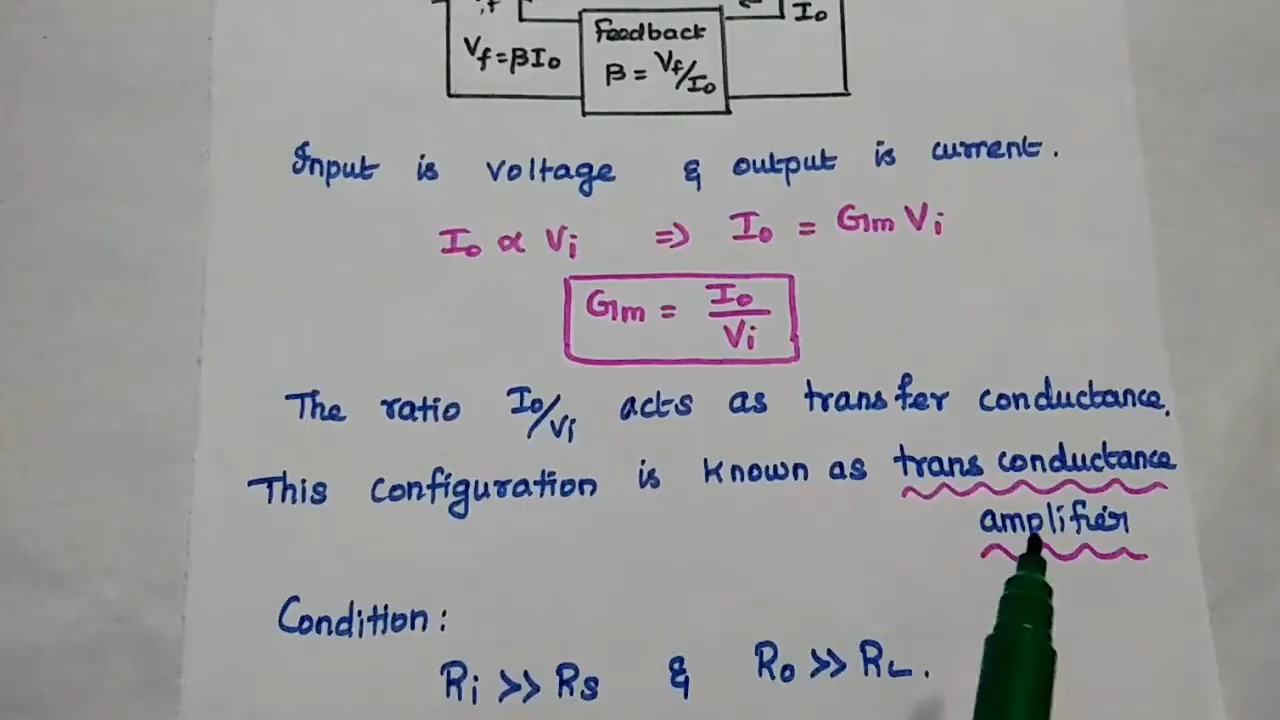 Io
Feedback
Vf = βIo
β = Vf/Io
Input is voltage & output is current.
Io ∝ Vi ⇒ Io = Gm Vi
Gm = Io/Vi
The ratio Io/Vi acts as transfer conductance.
This configuration is known as trans conductance
amplifier
Condition:
Ri >> Rs & Ro >> RL.